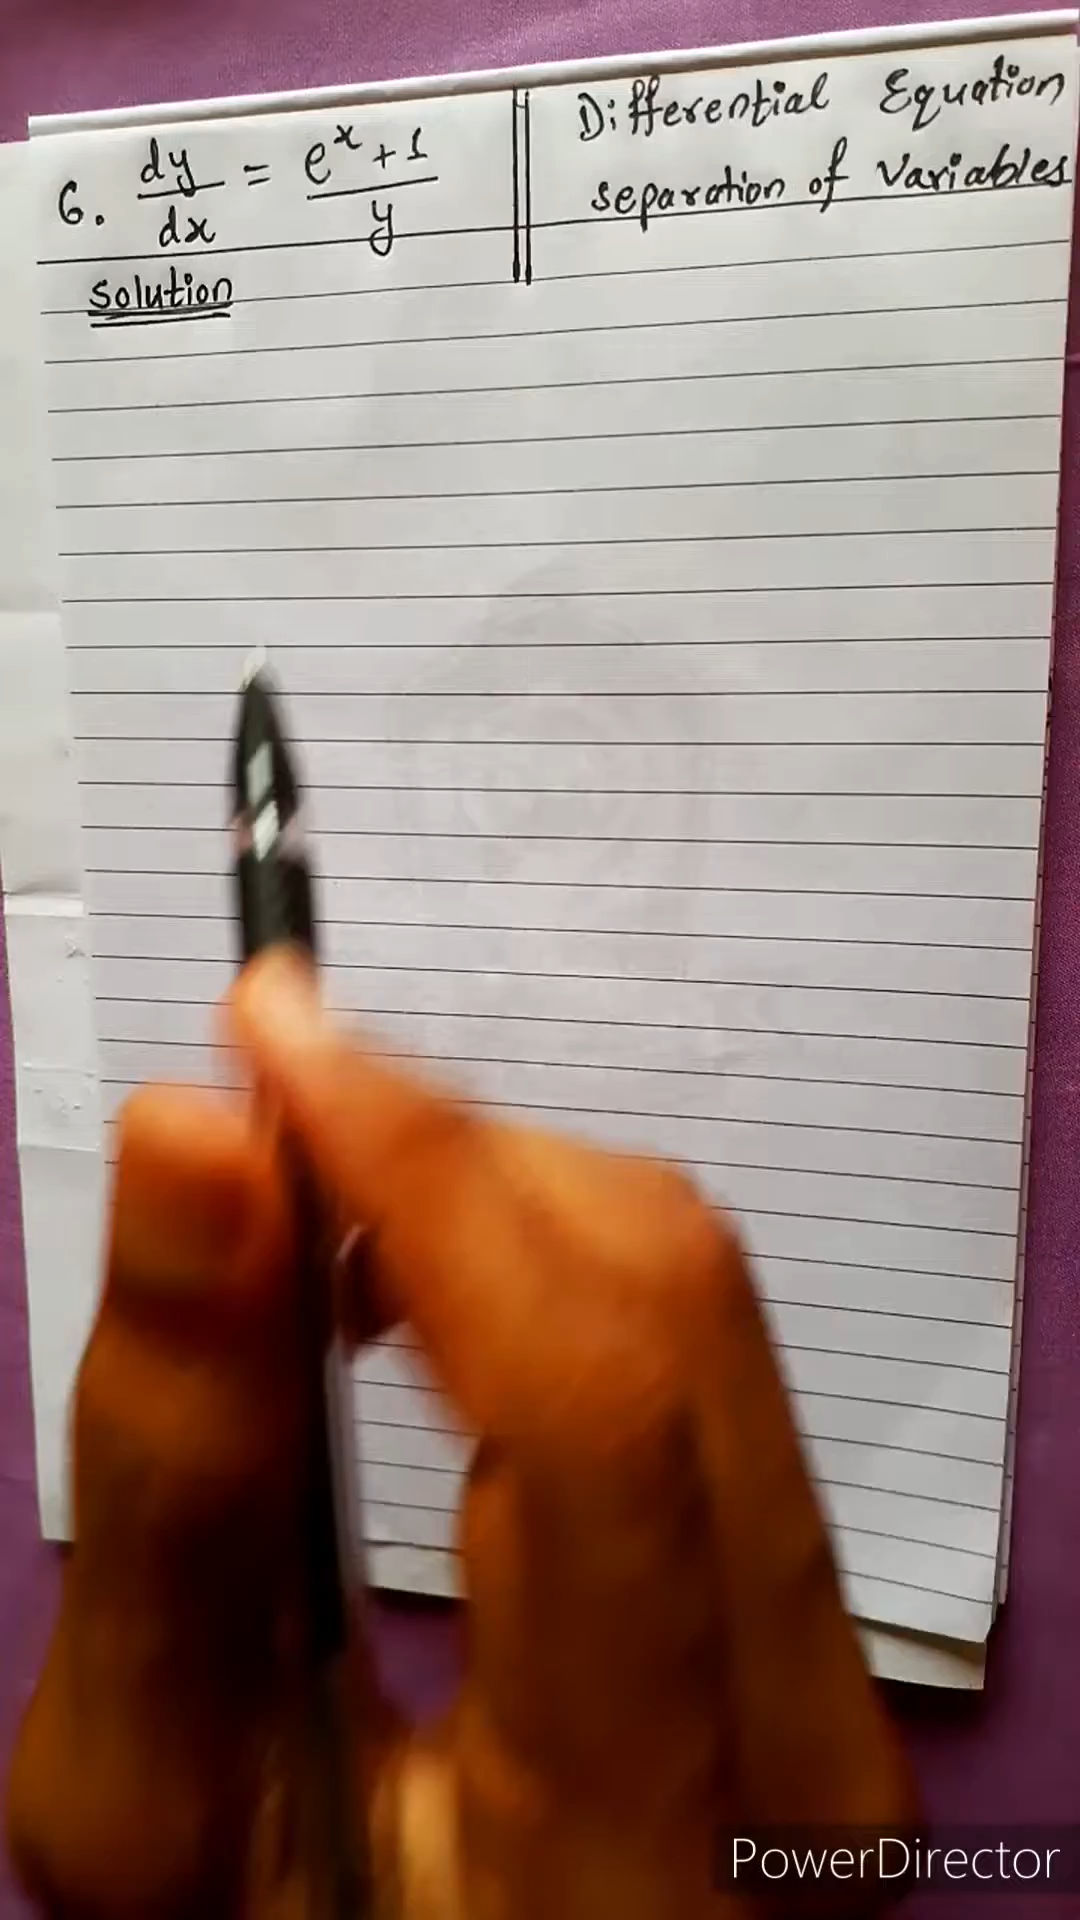 6. dy/dx = e^x + 1 / y
Differential Equation
separation of variables
Solution
PowerDirector